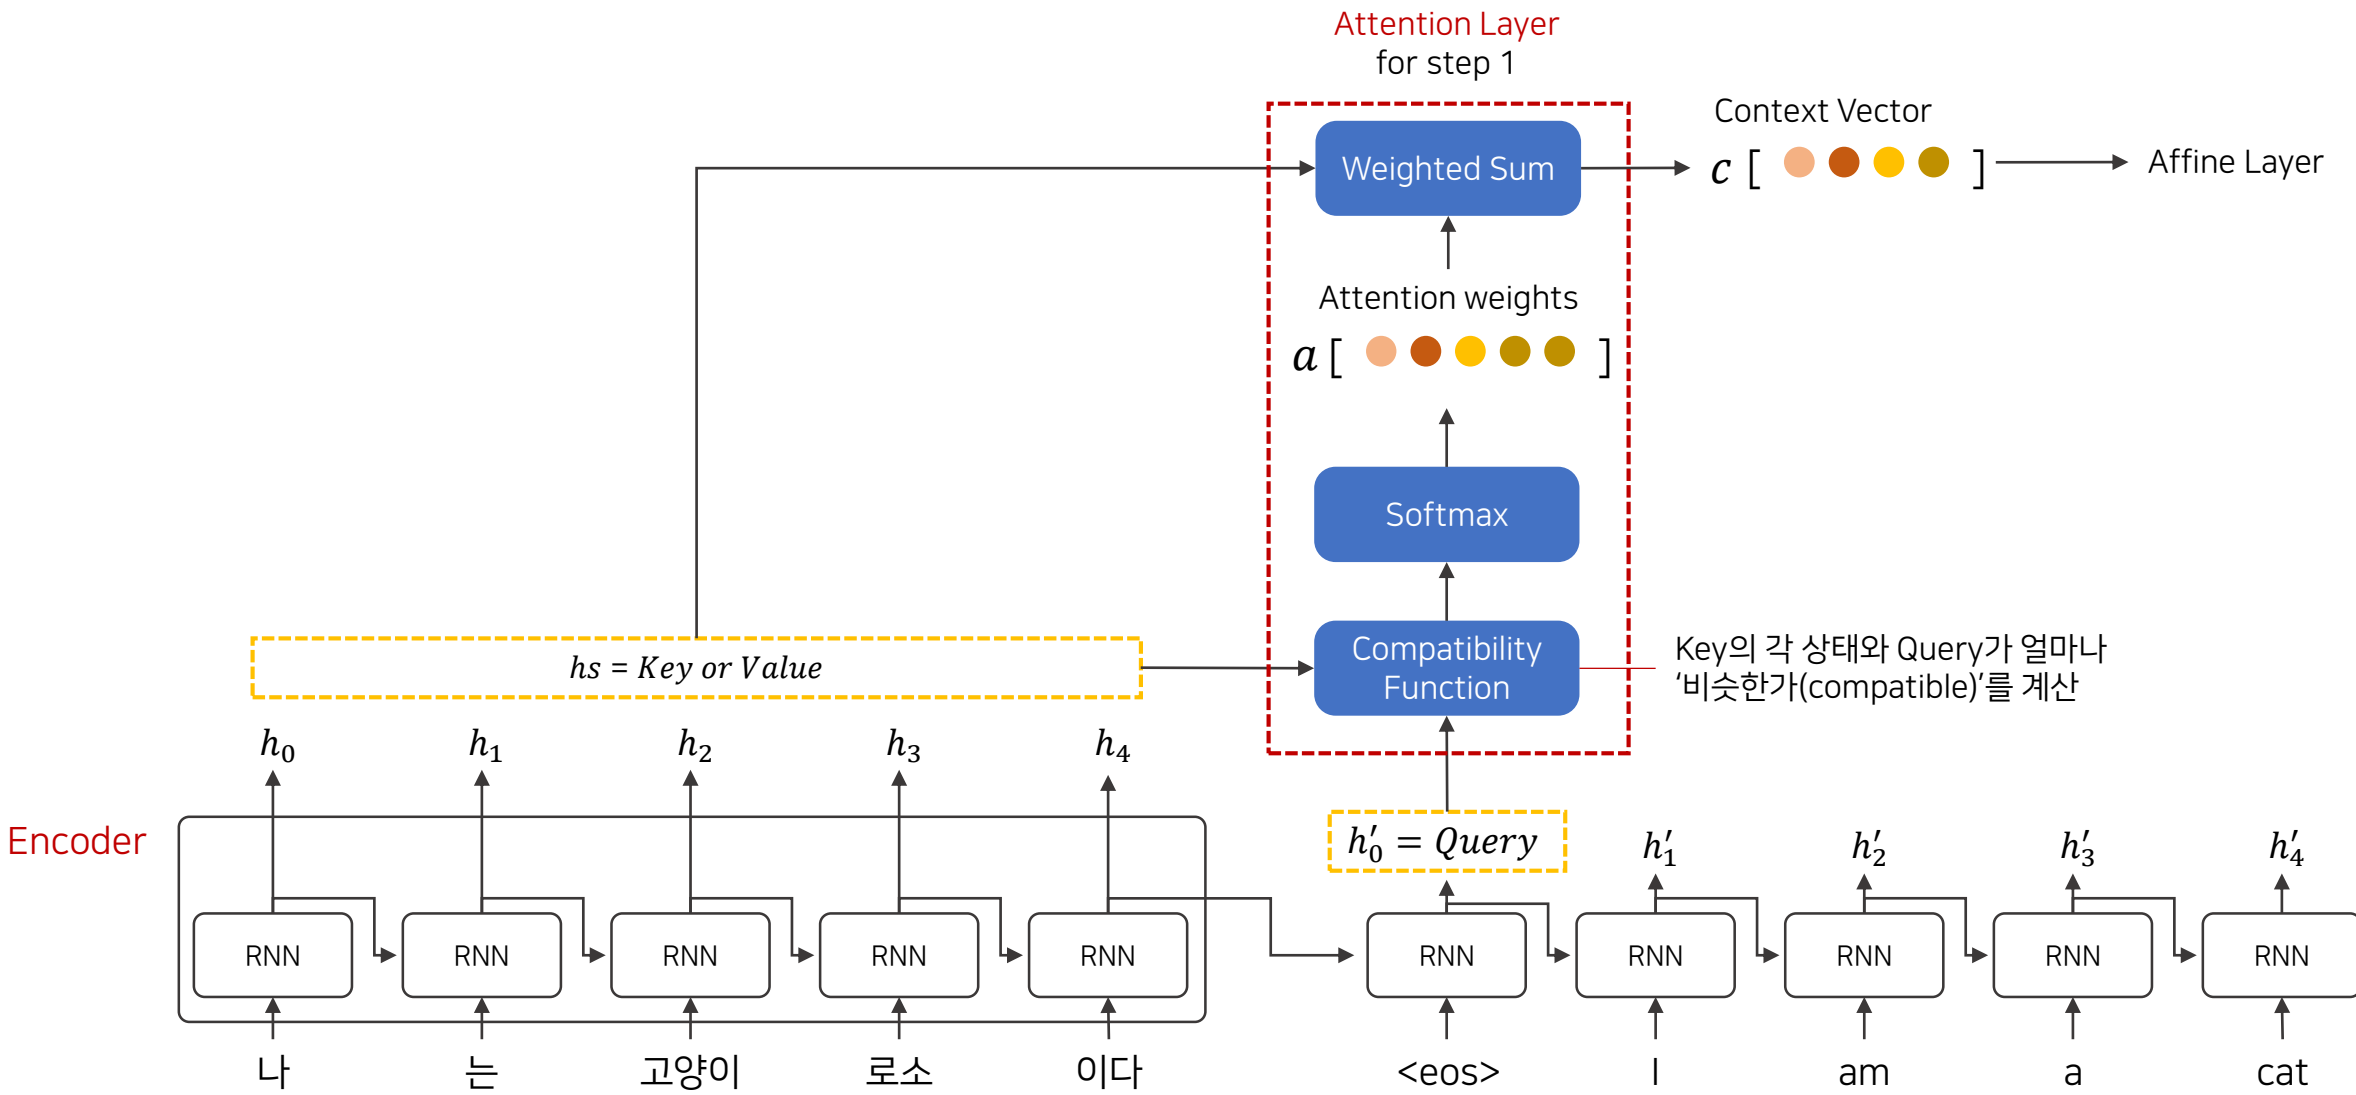 Attention Layer
for step 1
Context Vector
Weighted Sum
c [ ]
Affine Layer
Attention weights
a [ ]
Softmax
hs = Key or Value
Compatibility
Function
Key의 각 상태와 Query가 얼마나
‘비슷한가(compatible)’를 계산
h₀ h₁ h₂ h₃ h₄
Encoder
h′₀ = Query
h′₁ h′₂ h′₃ h′₄
RNN RNN RNN RNN RNN RNN RNN RNN RNN RNN
나 는 고양이 로소 이다 <eos> I am a cat